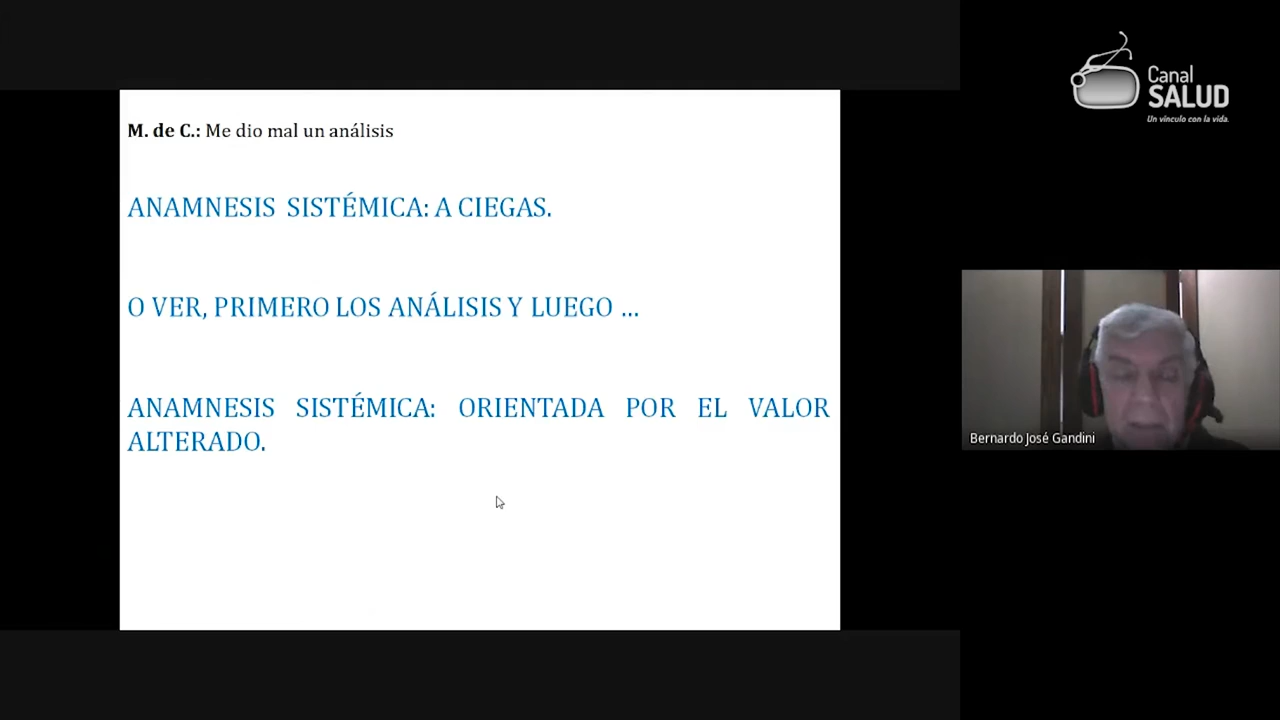 M. de C.: Me dio mal un análisis
ANAMNESIS SISTÉMICA: A CIEGAS.
O VER, PRIMERO LOS ANÁLISIS Y LUEGO ...
ANAMNESIS SISTÉMICA: ORIENTADA POR EL VALOR
ALTERADO.
Canal
SALUD
Un vínculo con la vida.
Bernardo José Gandini